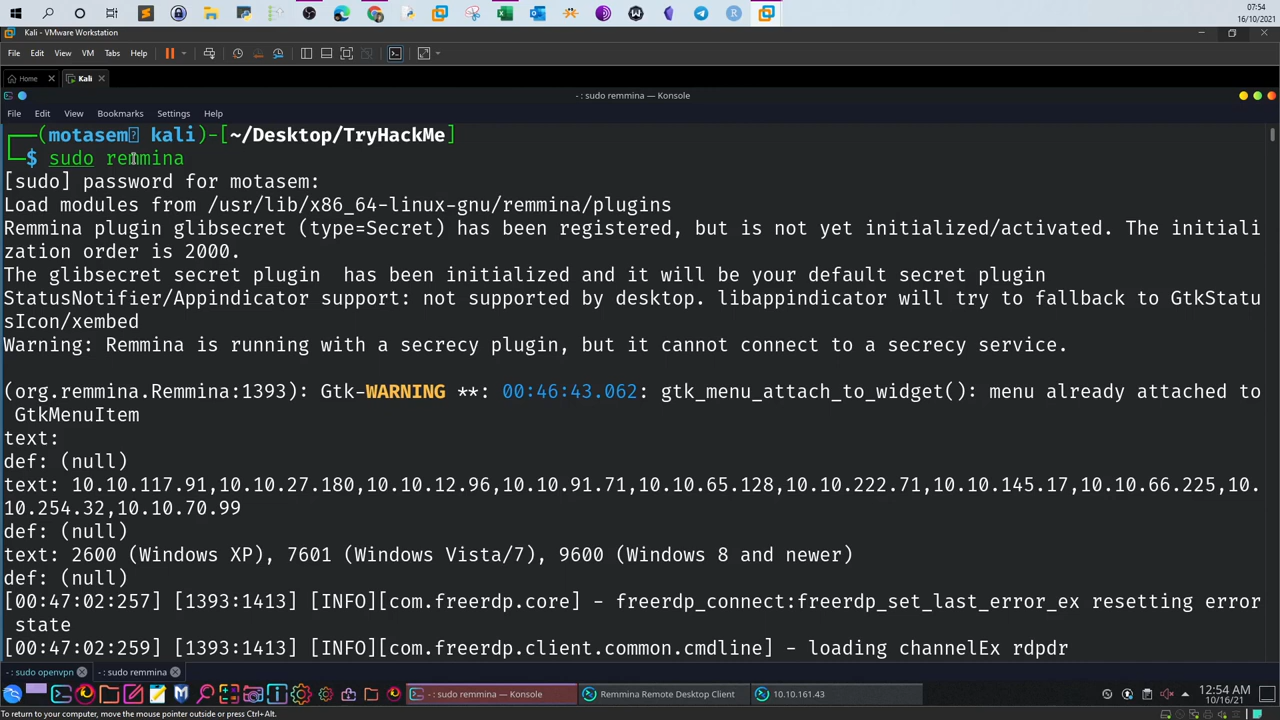 07:54
16/10/2021
Kali - VMware Workstation
File Edit View VM Tabs Help
Home Kali
- : sudo remmina — Konsole
File Edit View Bookmarks Settings Help
┌──(motasem kali)-[~/Desktop/TryHackMe]
└─$ sudo remmina
[sudo] password for motasem:
Load modules from /usr/lib/x86_64-linux-gnu/remmina/plugins
Remmina plugin glibsecret (type=Secret) has been registered, but is not yet initialized/activated. The initiali
zation order is 2000.
The glibsecret secret plugin  has been initialized and it will be your default secret plugin
StatusNotifier/Appindicator support: not supported by desktop. libappindicator will try to fallback to GtkStatu
sIcon/xembed
Warning: Remmina is running with a secrecy plugin, but it cannot connect to a secrecy service.
(org.remmina.Remmina:1393): Gtk-WARNING **: 00:46:43.062: gtk_menu_attach_to_widget(): menu already attached to
 GtkMenuItem
text:
def: (null)
text: 10.10.117.91,10.10.27.180,10.10.12.96,10.10.91.71,10.10.65.128,10.10.222.71,10.10.145.17,10.10.66.225,10.
10.254.32,10.10.70.99
def: (null)
text: 2600 (Windows XP), 7601 (Windows Vista/7), 9600 (Windows 8 and newer)
def: (null)
[00:47:02:257] [1393:1413] [INFO][com.freerdp.core] - freerdp_connect:freerdp_set_last_error_ex resetting error
 state
[00:47:02:259] [1393:1413] [INFO][com.freerdp.client.common.cmdline] - loading channelEx rdpdr
- : sudo openvpn - : sudo remmina
- : sudo remmina — Konsole Remmina Remote Desktop Client 10.10.161.43
12:54 AM
10/16/21
To return to your computer, move the mouse pointer outside or press Ctrl+Alt.